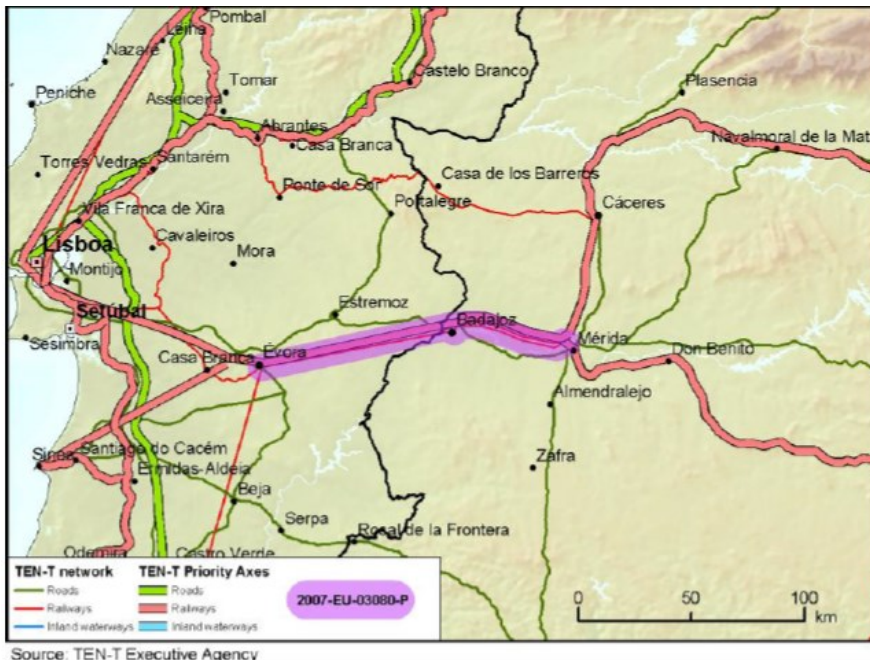 Pombal
Leiria
Nazaré
Tomar
Castelo Branco
Peniche
Asseiceira
Plasencia
Abrantes
Casa Branca
Navalmoral de la Mat
Torres Vedras
Santarém
Ponte de Sor
Casa de los Barreros
Portalegre
Cáceres
Vila Franca de Xira
Cavaleiros
Lisboa
Mora
Montijo
Estremoz
Setúbal
Badajoz
Sesimbra
Casa Branca
Évora
Mérida
Don Benito
Almendralejo
Sines
Santiago do Cacém
Zafra
Ermidas-Aldeia
Beja
Serpa
Rosal de la Frontera
Odemira
Castro Verde
TEN-T network
TEN-T Priority Axes
Roads
Roads
2007-EU-03080-P
Railways
Railways
Inland waterways
Inland waterways
0 50 100
km
Source: TEN-T Executive Agency